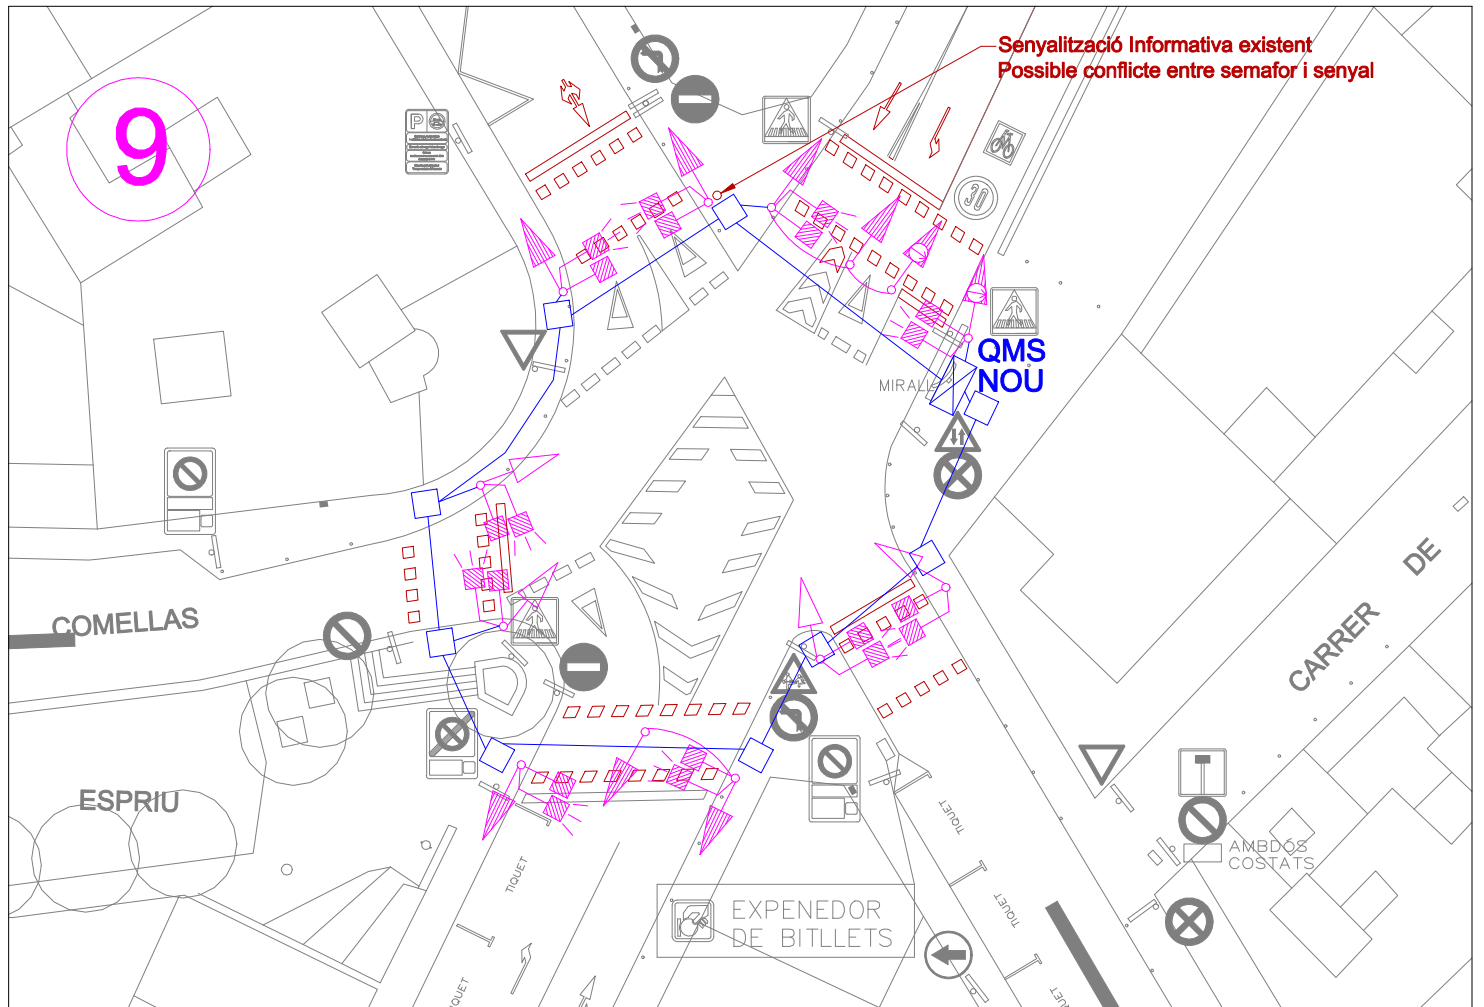 Senyalització Informativa existent
Possible conflicte entre semafor i senyal
9
P
30
QMS
NOU
MIRALL
COMELLAS
ESPRIU
CARRER
DE
AMBDÓS
COSTATS
TIQUET
TIQUET
TIQUET
TIQUET
EXPENEDOR
DE BITLLETS